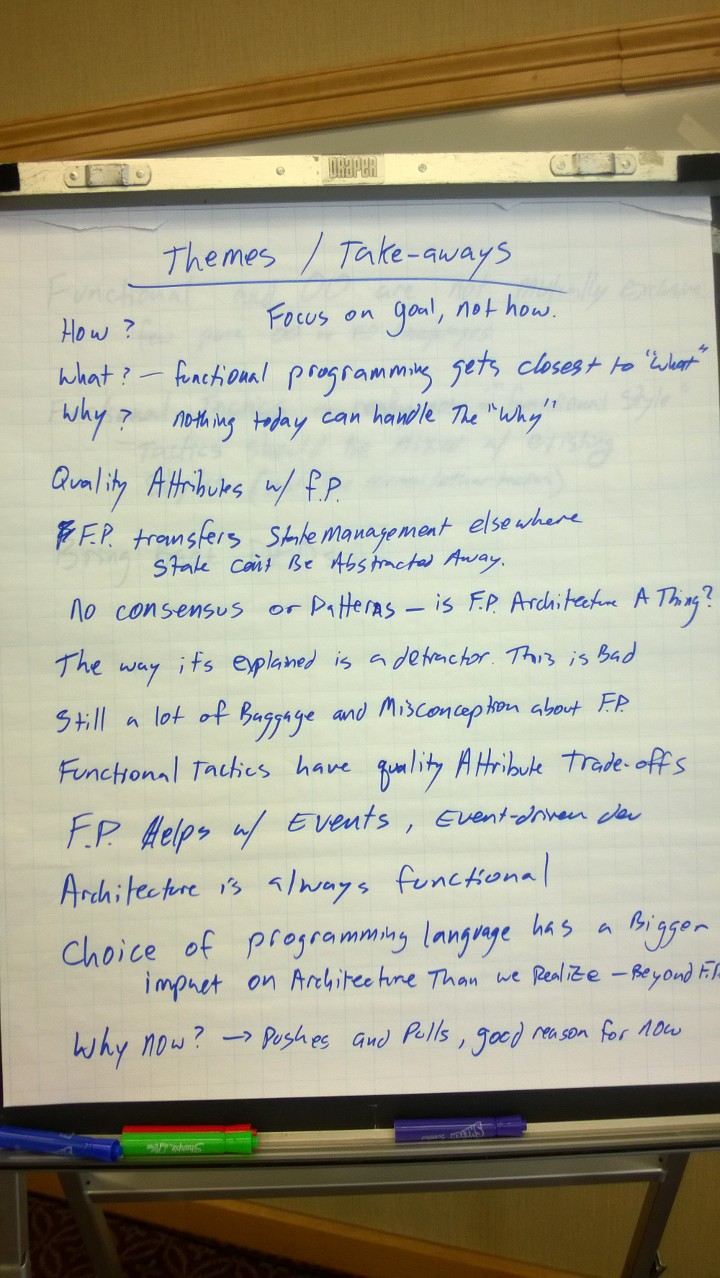 DRAPER
Themes / Take-aways
Focus on goal, not how.
How?
What? — functional programming gets closest to "what"
Why? nothing today can handle The "Why"
Quality Attributes w/ f.P.
F.P. transfers State Management elsewhere
State can't Be Abstracted Away.
No consensus or Patterns — is F.P. Architecture A Thing?
The way it's explained is a detractor. This is Bad
Still a lot of Baggage and Misconception about F.P.
Functional Tactics have quality Attribute Trade-offs
F.P. Helps w/ Events, Event-driven dev
Architecture is always functional
Choice of programming language has a Bigger
impact on Architecture Than we Realize — Beyond F.P.
Why now? → Pushes and Pulls, good reason for now
Sharpie